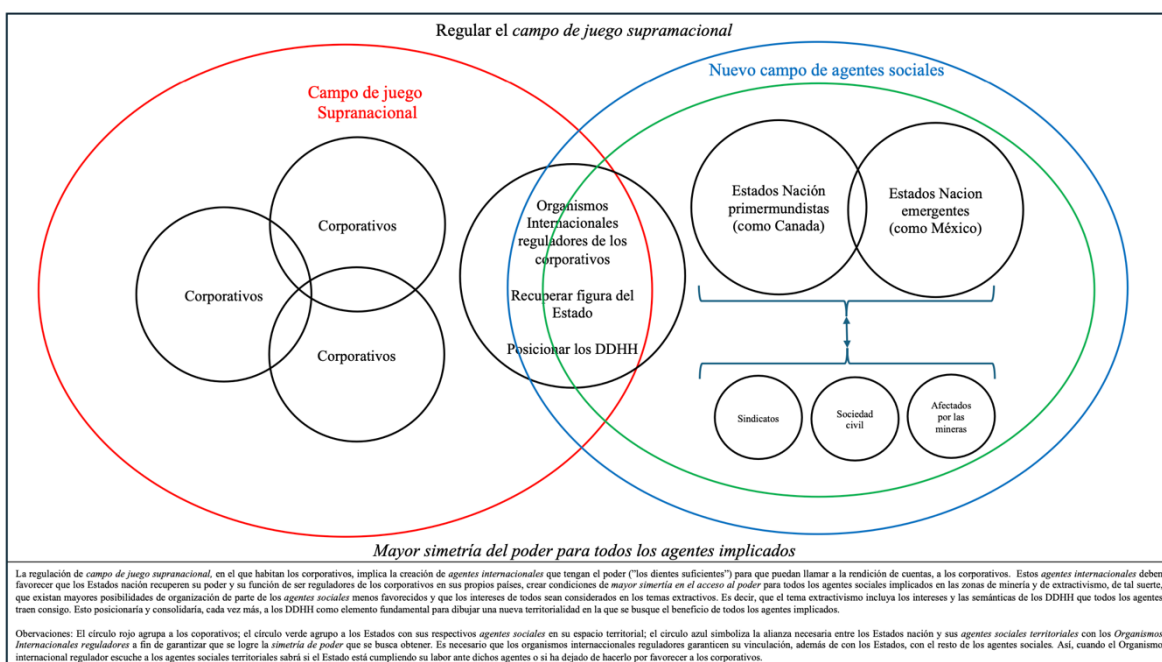 Regular el campo de juego supramacional
Nuevo campo de agentes sociales
Campo de juego
Supranacional
Corporativos
Corporativos
Corporativos
Organismos
Internacionales
reguladores de los
corporativos
Recuperar figura del
Estado
Posicionar los DDHH
Estados Nación
primermundistas
(como Canada)
Estados Nacion
emergentes
(como México)
Sindicatos
Sociedad
civil
Afectados
por las
mineras
Mayor simetría del poder para todos los agentes implicados
La regulación de campo de juego supranacional, en el que habitan los corporativos, implica la creación de agentes internacionales que tengan el poder ("los dientes suficientes") para que puedan llamar a la rendición de cuentas, a los corporativos. Estos agentes internacionales deben
favorecer que los Estados nación recuperen su poder y su función de ser reguladores de los corporativos en sus propios países, crear condiciones de mayor simertia en el acceso al poder para todos los agentes sociales implicados en las zonas de minería y de extractivismo, de tal suerte,
que existan mayores posibilidades de organización de parte de los agentes sociales menos favorecidos y que los intereses de todos sean considerados en los temas extractivos. Es decir, que el tema extractivismo incluya los intereses y las semánticas de los DDHH que todos los agentes
traen consigo. Esto posicionaría y consolidaría, cada vez más, a los DDHH como elemento fundamental para dibujar una nueva territorialidad en la que se busque el beneficio de todos los agentes implicados.
Obervaciones: El círculo rojo agrupa a los coporativos; el círculo verde agrupo a los Estados con sus respectivos agentes sociales en su espacio territorial; el circulo azul simboliza la alianza necesaria entre los Estados nación y sus agentes sociales territoriales con los Organismos
Internacionales reguladores a fin de garantizar que se logre la simetría de poder que se busca obtener. Es necesario que los organismos internacionales reguladores garanticen su vinculación, además de con los Estados, con el resto de los agentes sociales. Así, cuando el Organismo
internacional regulador escuche a los agentes sociales territoriales sabrá si el Estado está cumpliendo su labor ante dichos agentes o si ha dejado de hacerlo por favorecer a los corporativos.